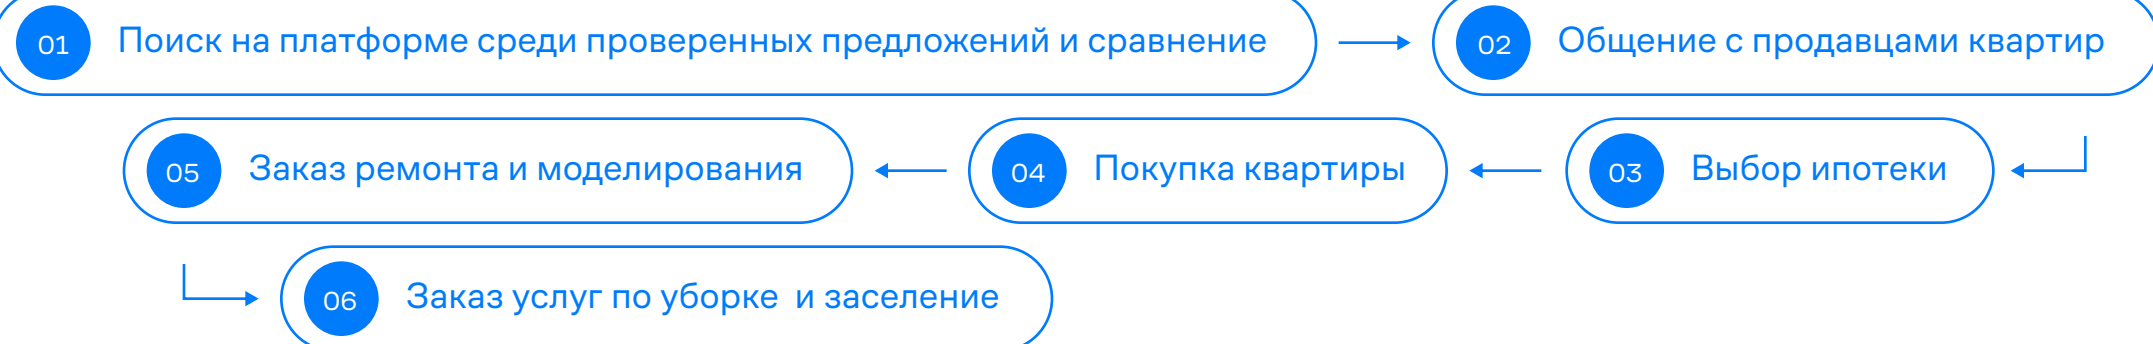 01 Поиск на платформе среди проверенных предложений и сравнение
02 Общение с продавцами квартир
03 Выбор ипотеки
04 Покупка квартиры
05 Заказ ремонта и моделирования
06 Заказ услуг по уборке  и заселение